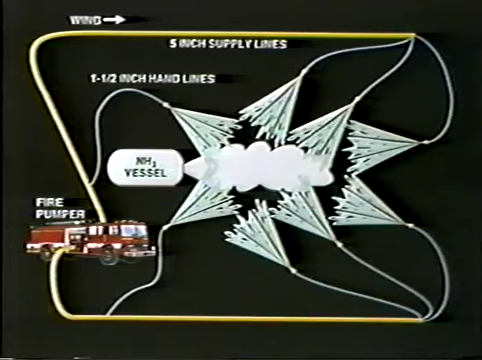 WIND
5 INCH SUPPLY LINES
1-1/2 INCH HAND LINES
NH3
VESSEL
FIRE
PUMPER